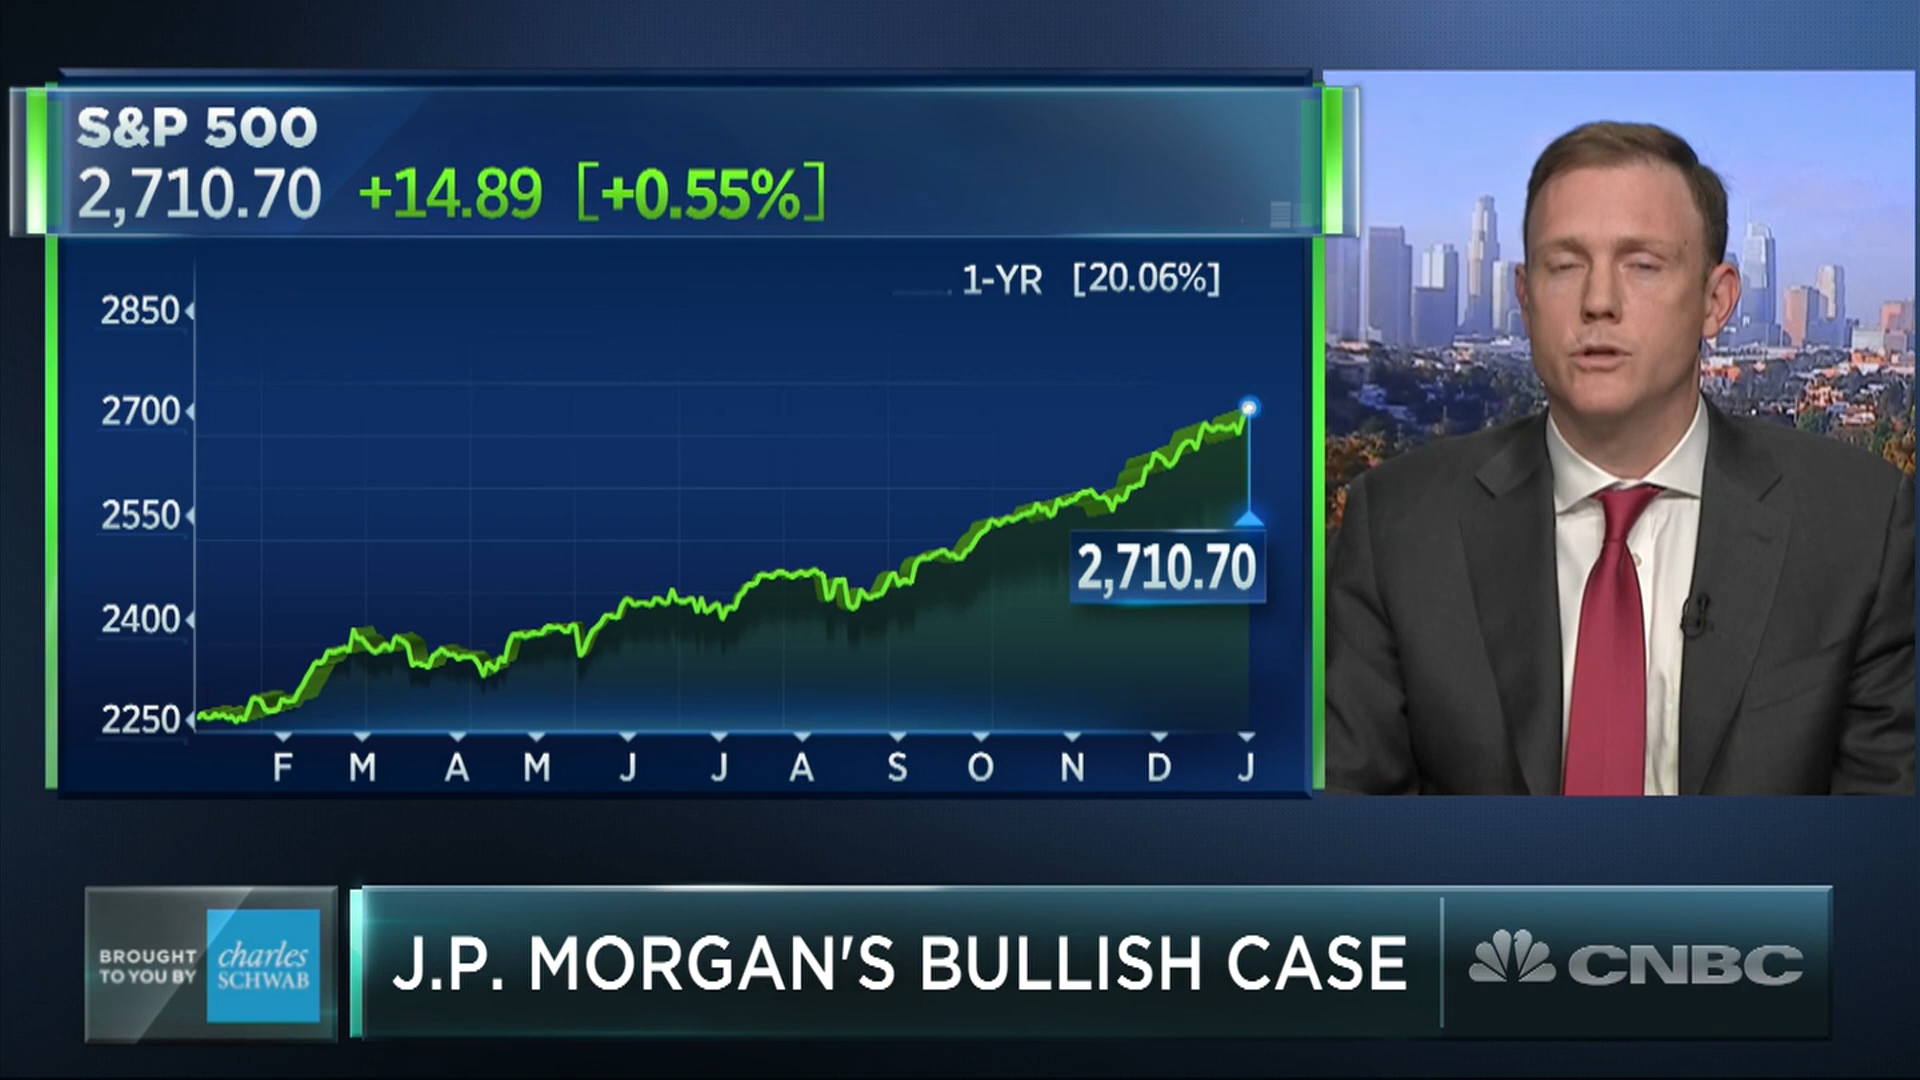 S&P 500
2,710.70 +14.89 [+0.55%]
1-YR [20.06%]
2850
2700
2550
2400
2250
2,710.70
F M A M J J A S O N D J
BROUGHT
TO YOU BY
charles
SCHWAB
J.P. MORGAN'S BULLISH CASE
CNBC